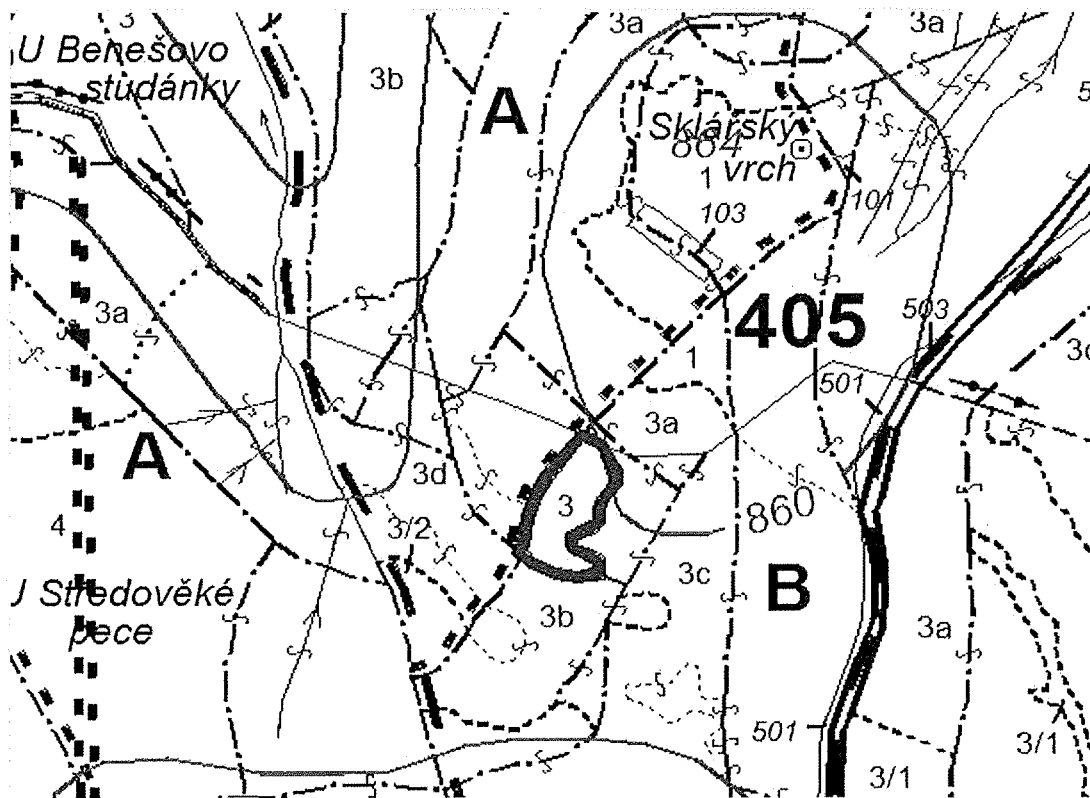 3
3a
3a
U Benešovo
studánky
3b
A
Sklářský
864
vrch
1
103
101
3a
405
503
1
501
3a
A
3d
3
4
3/2
860
U Středověké
pece
3c
B
3b
3a
501
3/1
3/1